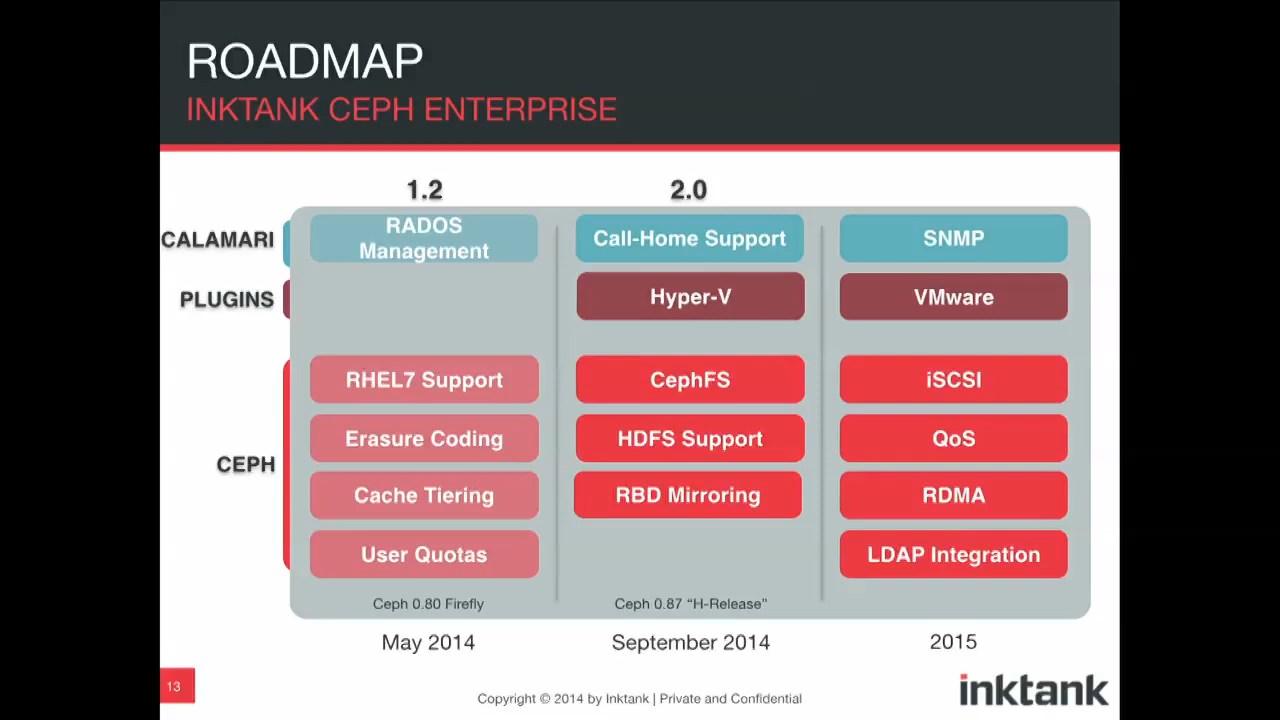 ROADMAP
INKTANK CEPH ENTERPRISE
1.2
2.0
CALAMARI
RADOS
Management
Call-Home Support
SNMP
PLUGINS
Hyper-V
VMware
CEPH
RHEL7 Support
CephFS
iSCSI
Erasure Coding
HDFS Support
QoS
Cache Tiering
RBD Mirroring
RDMA
User Quotas
LDAP Integration
Ceph 0.80 Firefly
Ceph 0.87 “H-Release”
May 2014
September 2014
2015
13
Copyright © 2014 by Inktank | Private and Confidential
inktank